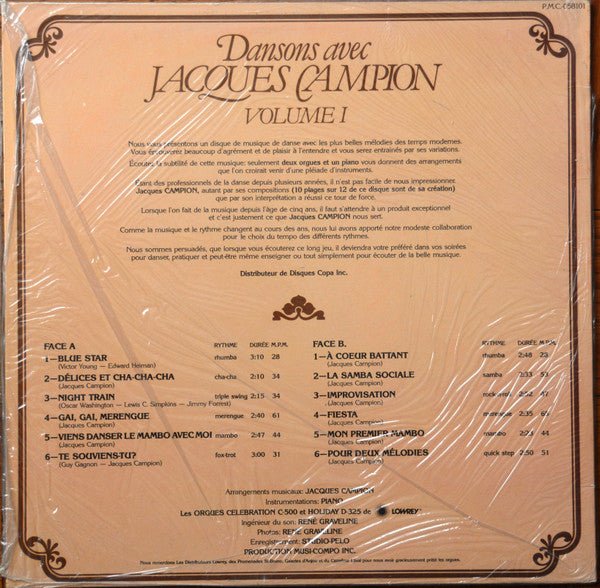 P.M.C.-058101
Dansons avec
JACQUES CAMPION
VOLUME I
Nous vous présentons un disque de musique de danse avec les plus belles mélodies des temps modernes.
Vous éprouverez beaucoup d'agrément et de plaisir à l'entendre et vous serez entrainés par ses variations.
Écoutez la subtilité de cette musique: seulement deux orgues et un piano vous donnent des arrangements
que l'on croirait venir d'une pléiade d'instruments.
Étant des professionnels de la danse depuis plusieurs années, il n'est pas facile de nous impressionner.
Jacques CAMPION, autant par ses compositions (10 plages sur 12 de ce disque sont de sa création)
que par son interprétation a réussi ce tour de force.
Lorsque l'on fait de la musique depuis l'âge de cinq ans, il faut s'attendre à un produit exceptionnel
et c'est justement ce que Jacques CAMPION nous sert.
Comme la musique et le rythme changent au cours des ans, nous lui avons apporté notre modeste collaboration
pour le choix du tempo des différents rythmes.
Nous sommes persuadés, que lorsque vous écouterez ce long jeu, il deviendra votre préféré dans vos soirées
pour danser, pratiquer et peut-être même enseigner ou tout simplement pour écouter de la belle musique.
Distributeur de Disques Copa Inc.
FACE A RYTHME DURÉE M.P.M.
1—BLUE STAR rhumba 3:10 28
(Victor Young — Edward Heiman)
2—DÉLICES ET CHA-CHA-CHA cha-cha 2:10 34
(Jacques Campion)
3—NIGHT TRAIN triple swing 2:15 34
(Oscar Washington — Lewis C. Simpkins — Jimmy Forrest)
4—GAI, GAI, MERENGUE merengue 2:40 61
(Jacques Campion)
5—VIENS DANSER LE MAMBO AVEC MOI mambo 2:47 44
(Jacques Campion)
6—TE SOUVIENS-TU? fox-trot 3:00 31
(Guy Gagnon — Jacques Campion)
FACE B. RYTHME DURÉE M.P.M.
1—À COEUR BATTANT rhumba 2:48 23
(Jacques Campion)
2—LA SAMBA SOCIALE samba 2:33 53
(Jacques Campion)
3—IMPROVISATION rock'n'roll 2:52 47
(Jacques Campion)
4—FIESTA merengue 2:35 65
(Jacques Campion)
5—MON PREMIER MAMBO mambo 2:23 44
(Jacques Campion)
6—POUR DEUX MÉLODIES quick step 2:50 51
(Jacques Campion)
Arrangements musicaux: JACQUES CAMPION
Instrumentations: PIANO
Les ORGUES CELEBRATION C-500 et HOLIDAY D-325 de LOWREY
Ingénieur du son: RENÉ GRAVELINE
Photos: RENÉ GRAVELINE
Enregistrement: STUDIO-PELO
PRODUCTION MUSI-COMPO INC.